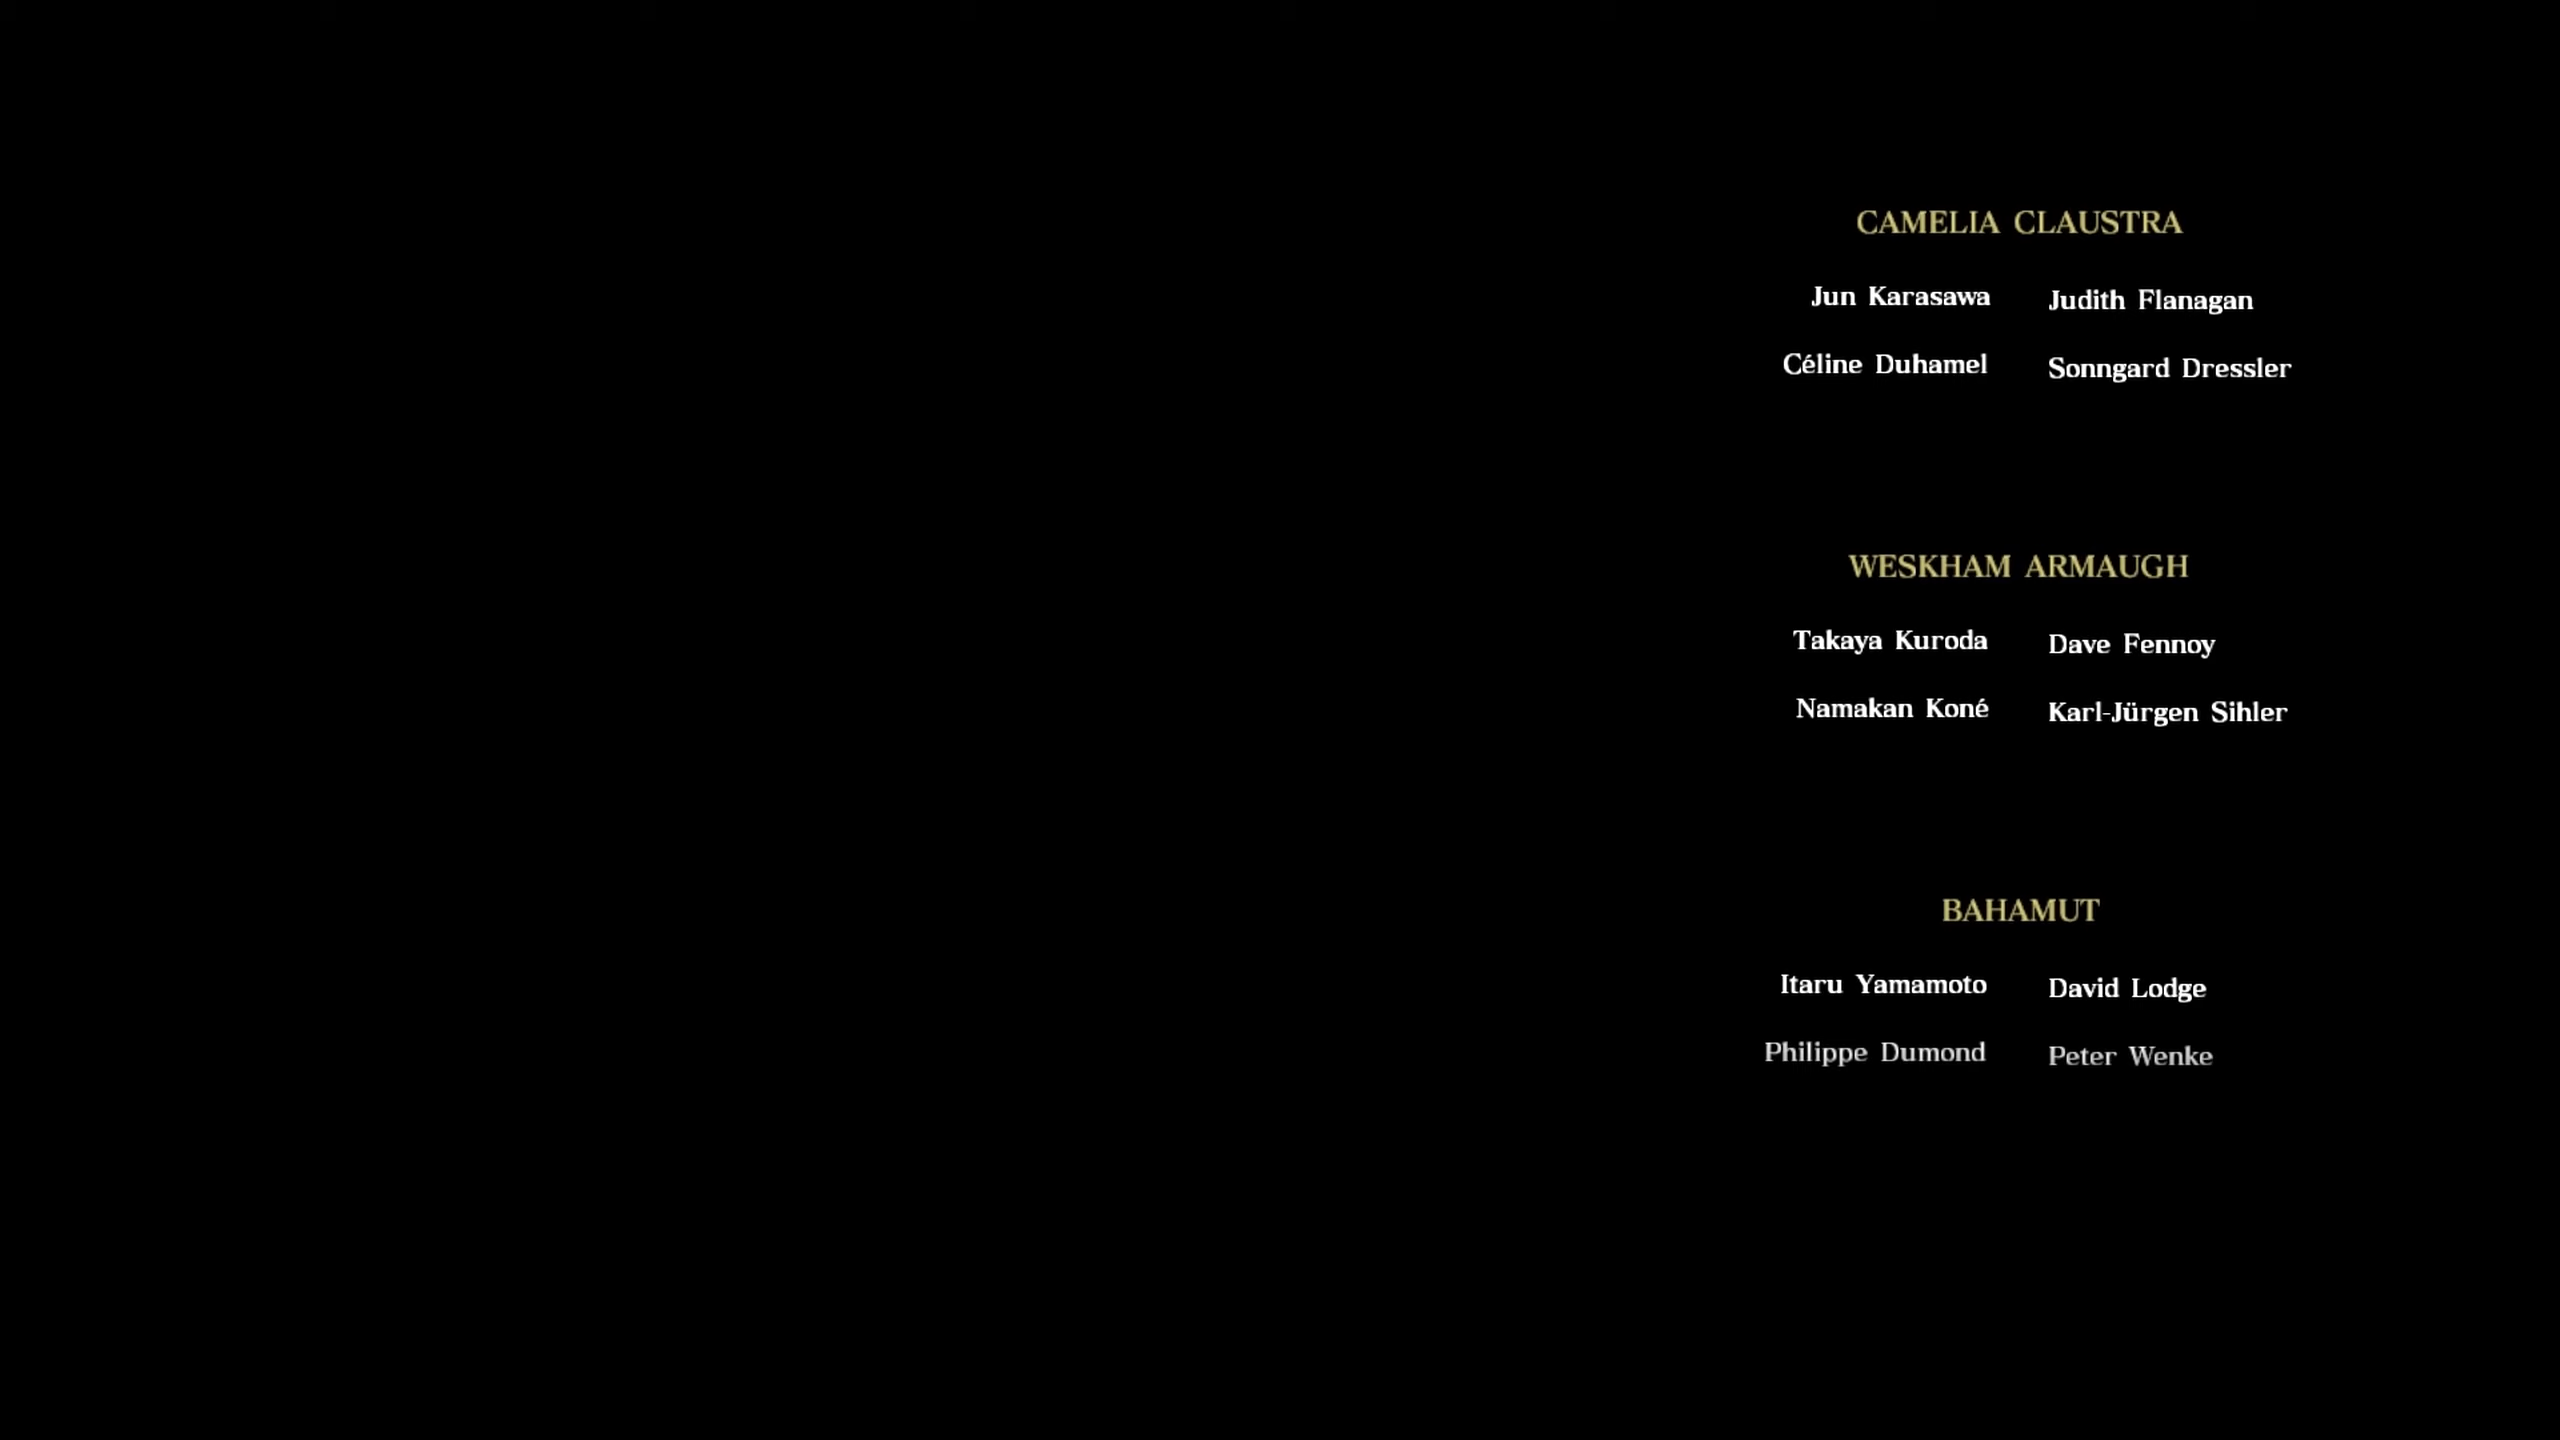 CAMELIA CLAUSTRA
Jun Karasawa Judith Flanagan
Céline Duhamel Sonngard Dressler
WESKHAM ARMAUGH
Takaya Kuroda Dave Fennoy
Namakan Koné Karl-Jürgen Sihler
BAHAMUT
Itaru Yamamoto David Lodge
Philippe Dumond Peter Wenke